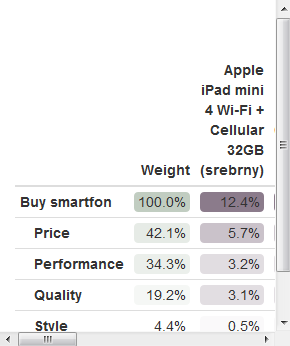 Apple
iPad mini
4 Wi-Fi +
Cellular
32GB
Weight (srebrny)
Buy smartfon 100.0% 12.4%
Price 42.1% 5.7%
Performance 34.3% 3.2%
Quality 19.2% 3.1%
Style 4.4% 0.5%